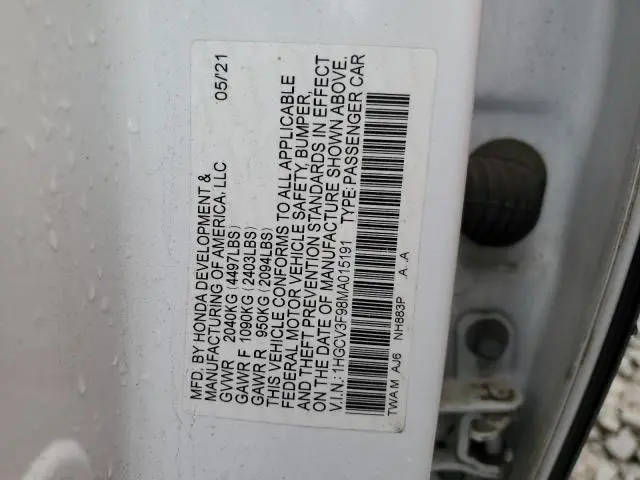 MFD. BY HONDA DEVELOPMENT &
MANUFACTURING OF AMERICA, LLC 05/'21
GVWR 2040KG (4497LBS)
GAWR F 1090KG (2403LBS)
GAWR R 950KG (2094LBS)
THIS VEHICLE CONFORMS TO ALL APPLICABLE
FEDERAL MOTOR VEHICLE SAFETY, BUMPER,
AND THEFT PREVENTION STANDARDS IN EFFECT
ON THE DATE OF MANUFACTURE SHOWN ABOVE.
V.I.N.: 1HGCV3F98MA015191 TYPE: PASSENGER CAR
TWA M AJ6 NH883P A .A